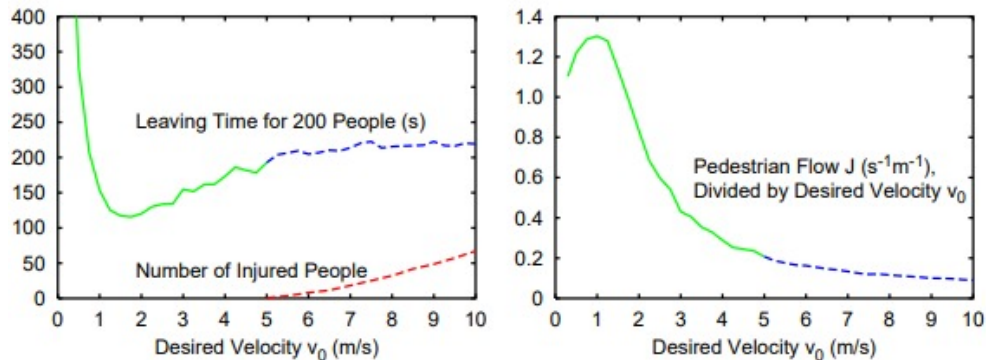 400
350
300
250
200
150
100
50
0
Leaving Time for 200 People (s)
Number of Injured People
0 1 2 3 4 5 6 7 8 9 10
Desired Velocity v0 (m/s)
1.4
1.2
1
0.8
0.6
0.4
0.2
0
Pedestrian Flow J (s-1m-1),
Divided by Desired Velocity v0
0 1 2 3 4 5 6 7 8 9 10
Desired Velocity v0 (m/s)